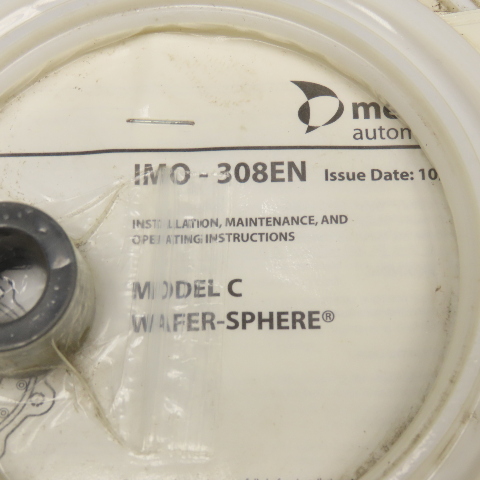 me
auton
IMO - 308EN Issue Date: 10
INSTALLATION, MAINTENANCE, AND
OPERATING INSTRUCTIONS
MODEL C
WAFER-SPHERE®